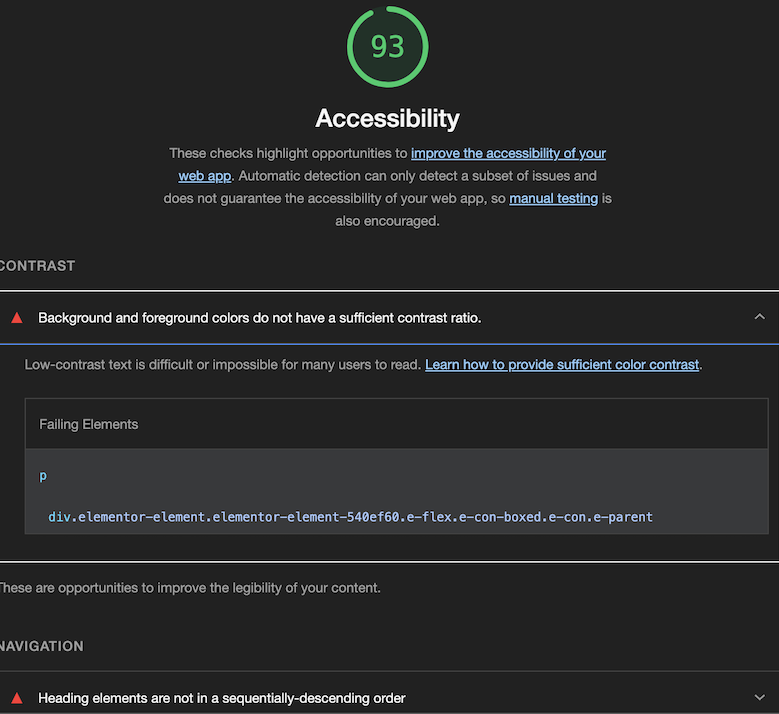 93
Accessibility
These checks highlight opportunities to improve the accessibility of your
web app. Automatic detection can only detect a subset of issues and
does not guarantee the accessibility of your web app, so manual testing is
also encouraged.
CONTRAST
Background and foreground colors do not have a sufficient contrast ratio.
Low-contrast text is difficult or impossible for many users to read. Learn how to provide sufficient color contrast.
Failing Elements
p
div.elementor-element.elementor-element-540ef60.e-flex.e-con-boxed.e-con.e-parent
These are opportunities to improve the legibility of your content.
NAVIGATION
Heading elements are not in a sequentially-descending order